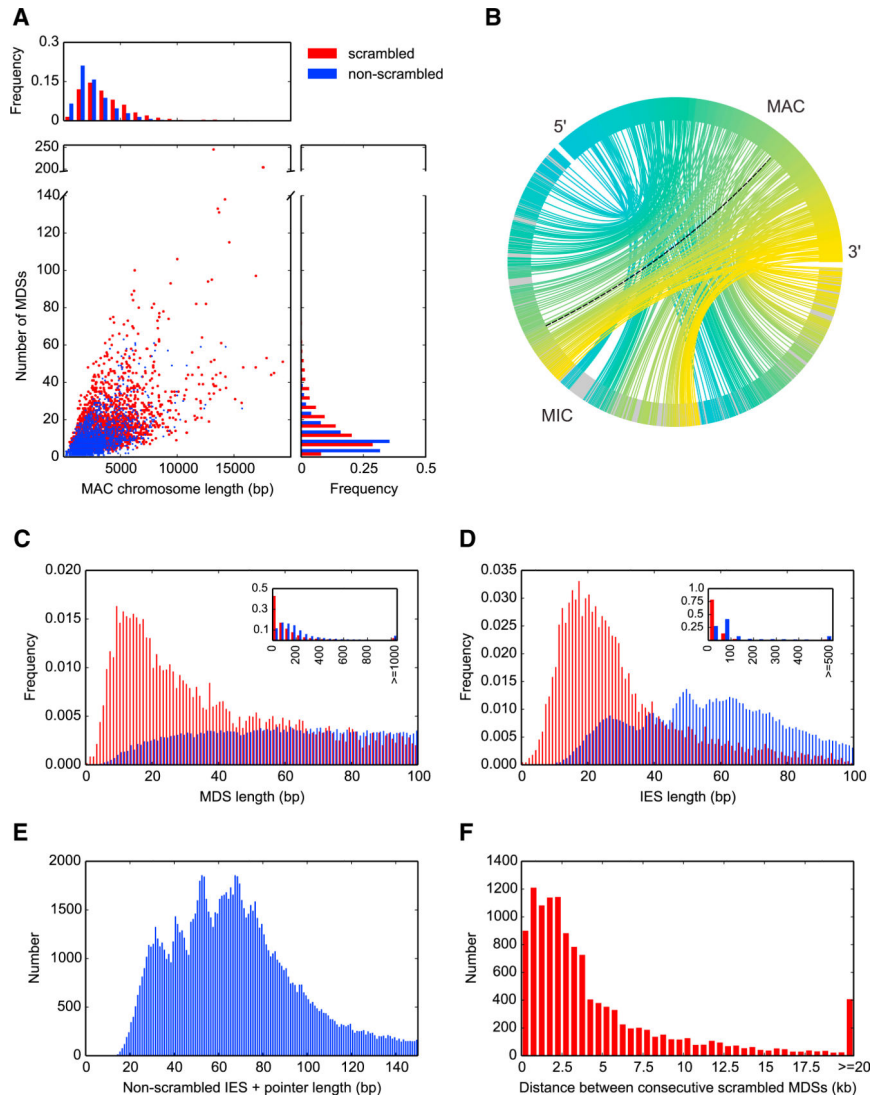 A
0.3
0.15
0
Frequency
scrambled
non-scrambled
250
200
140
120
100
80
60
40
20
0
Number of MDSs
5000 10000 15000
MAC chromosome length (bp)
0 0.25 0.5
Frequency
B
5'
MAC
3'
MIC
C
0.020
0.015
0.010
0.005
0.000
Frequency
0 20 40 60 80 100
MDS length (bp)
0.5
0.3
0.1
0 200 400 600 800 >=1000
D
0.035
0.030
0.025
0.020
0.015
0.010
0.005
0.000
Frequency
0 20 40 60 80 100
IES length (bp)
1.0
0.75
0.50
0.25
0 100 200 300 400 >=500
E
2000
1500
1000
500
0
Number
0 20 40 60 80 100 120 140
Non-scrambled IES + pointer length (bp)
F
1400
1200
1000
800
600
400
200
0
Number
0 2.5 5 7.5 10 12.5 15 17.5 >=20
Distance between consecutive scrambled MDSs (kb)